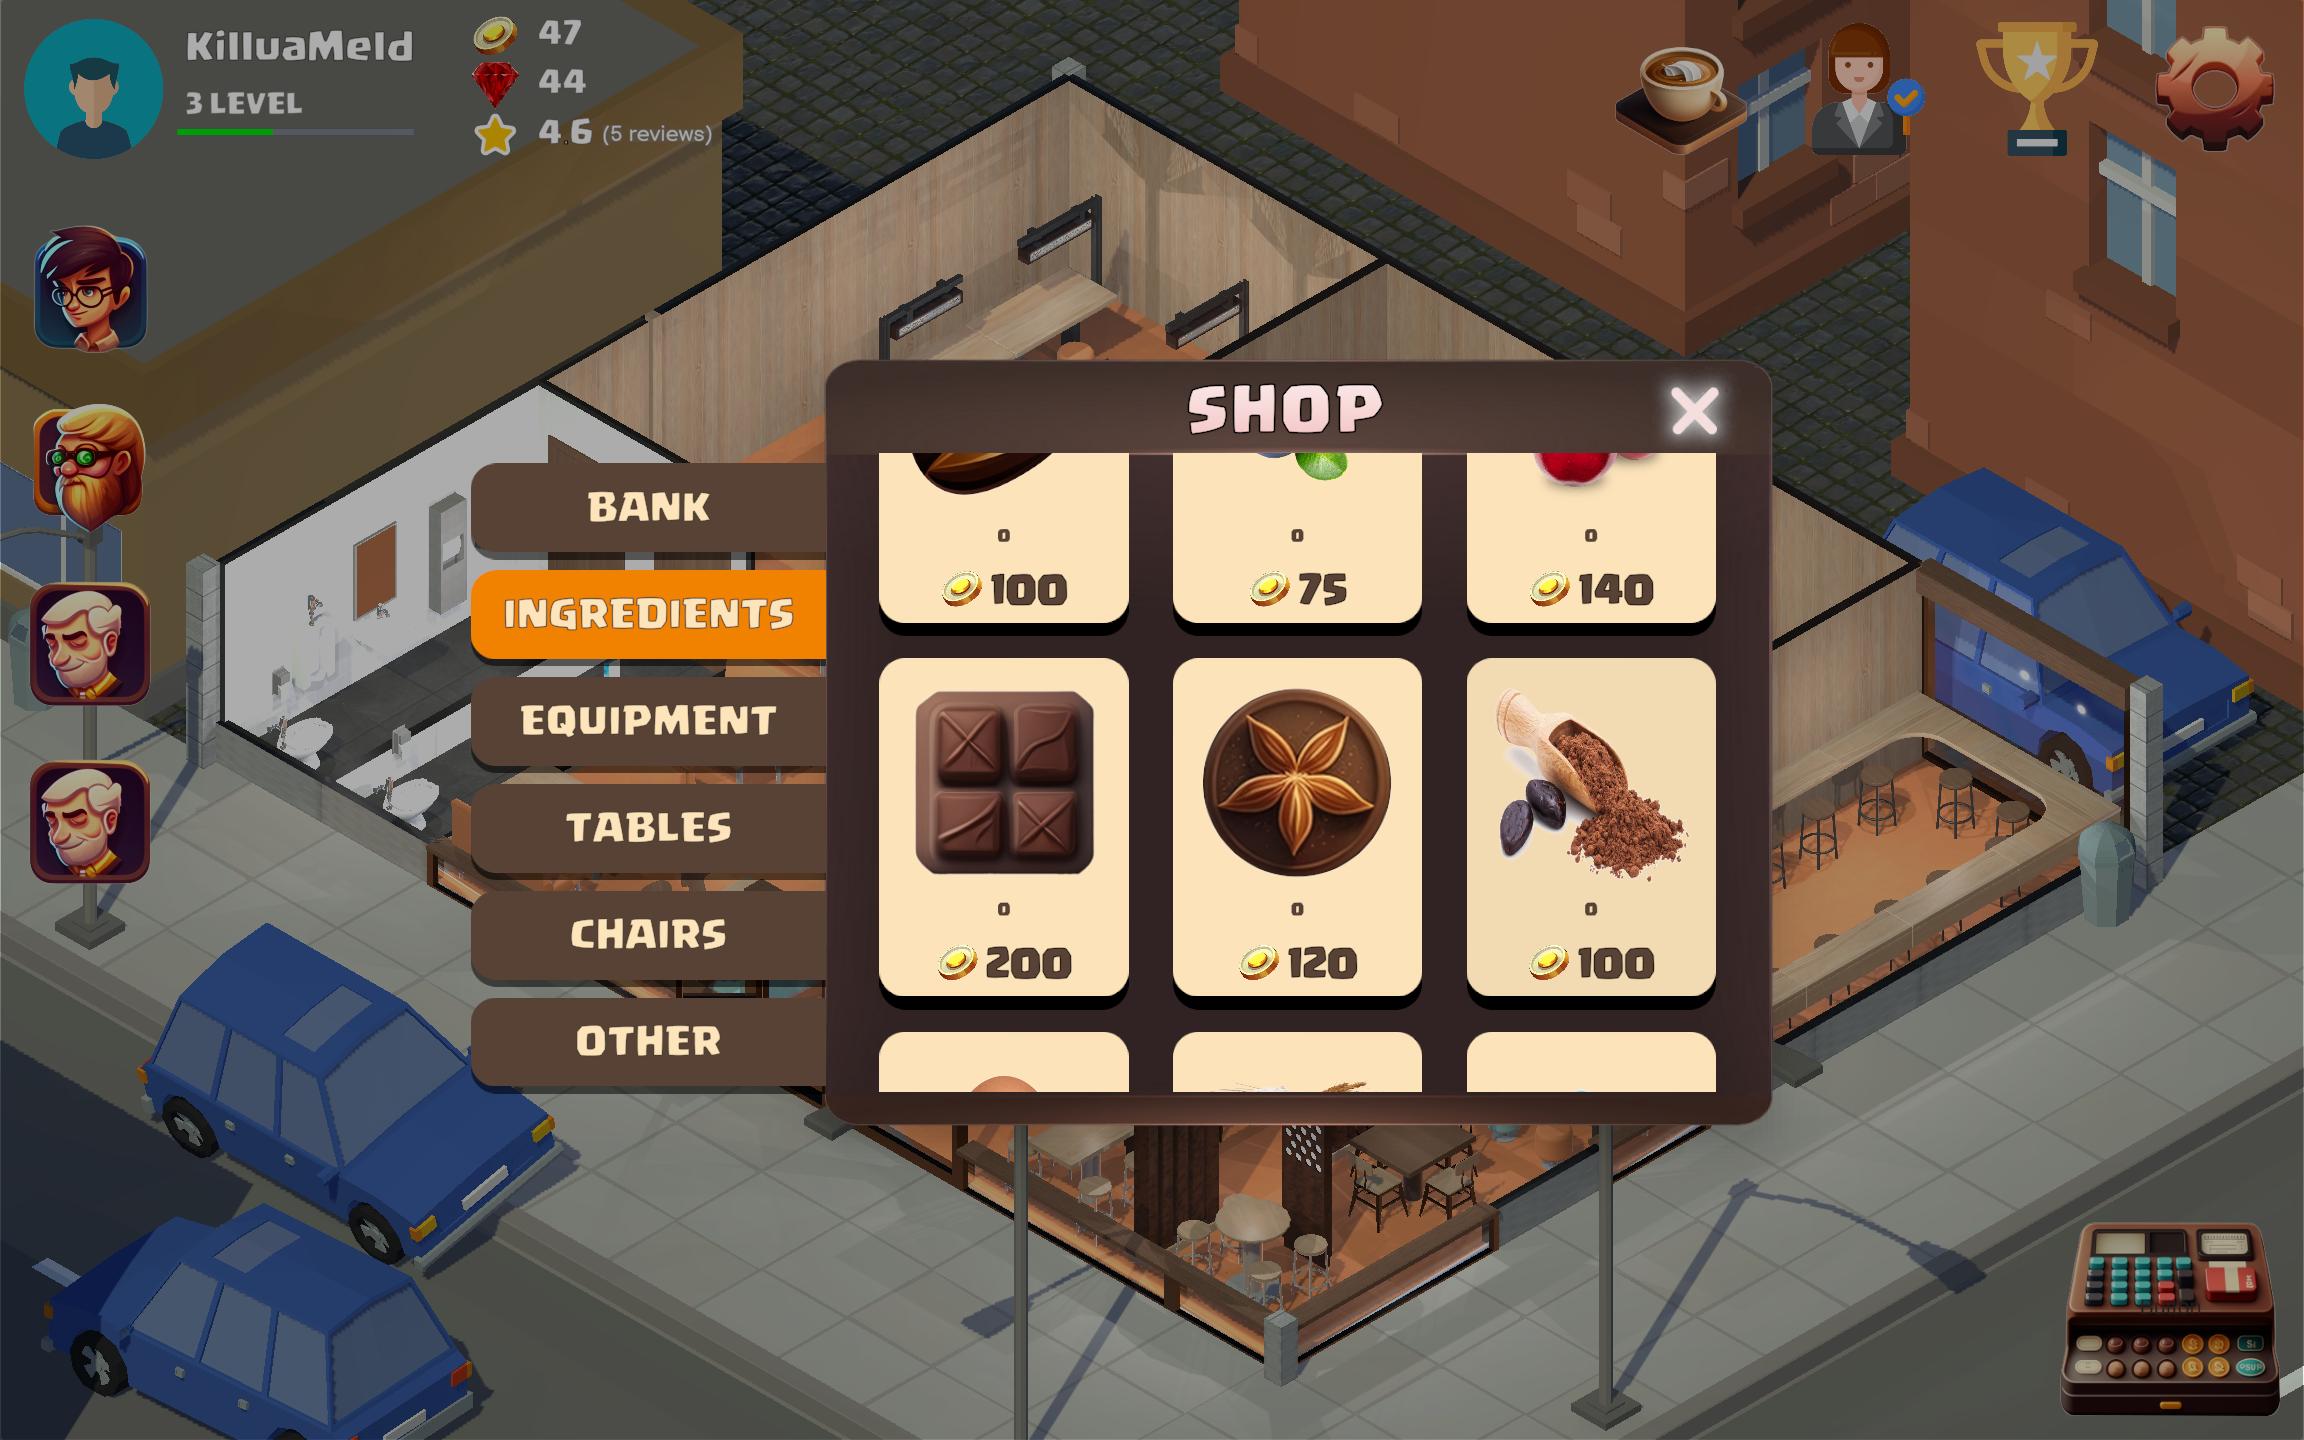 KilluaMeld
3 LEVEL
47
44
4.6 (5 reviews)
SHOP
BANK
INGREDIENTS
EQUIPMENT
TABLES
CHAIRS
OTHER
0 0 0
100 75 140
0 0 0
200 120 100